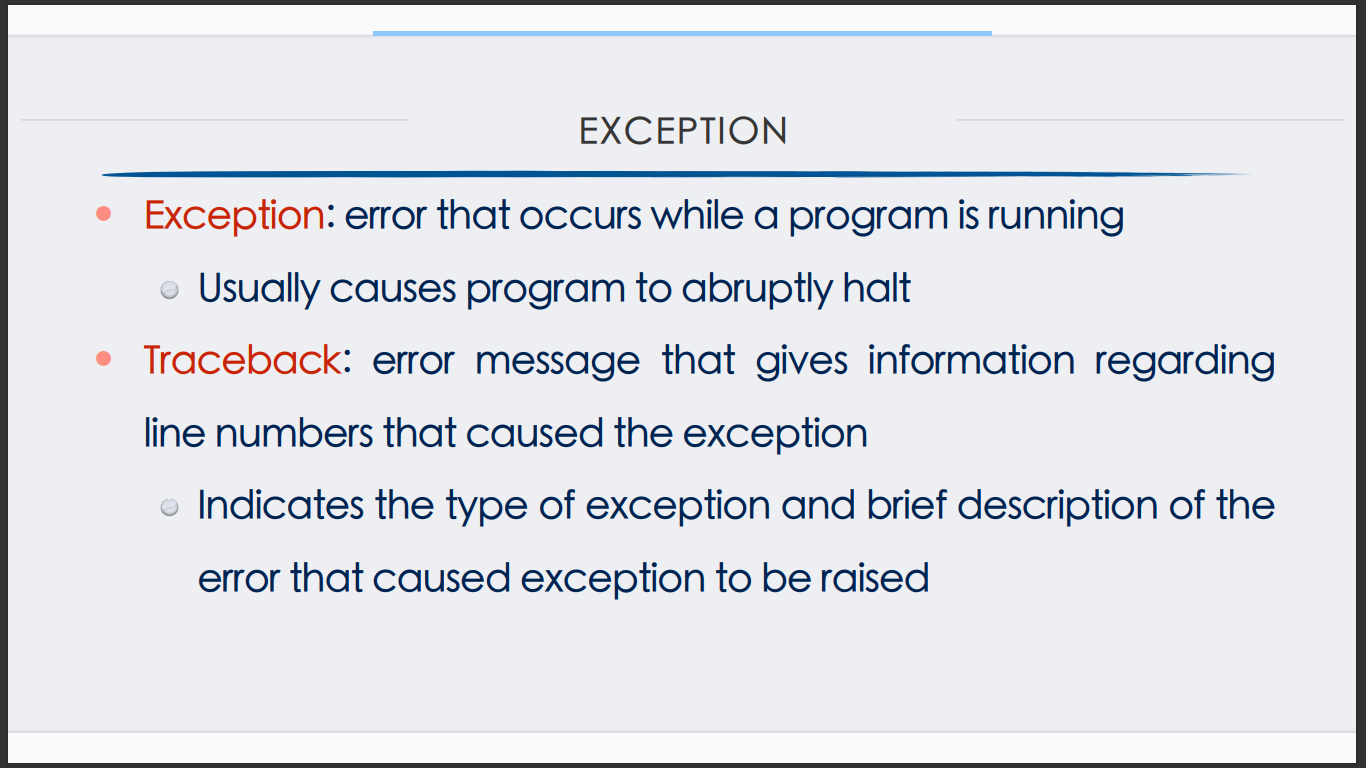 EXCEPTION
Exception: error that occurs while a program is running
Usually causes program to abruptly halt
Traceback: error message that gives information regarding
line numbers that caused the exception
Indicates the type of exception and brief description of the
error that caused exception to be raised